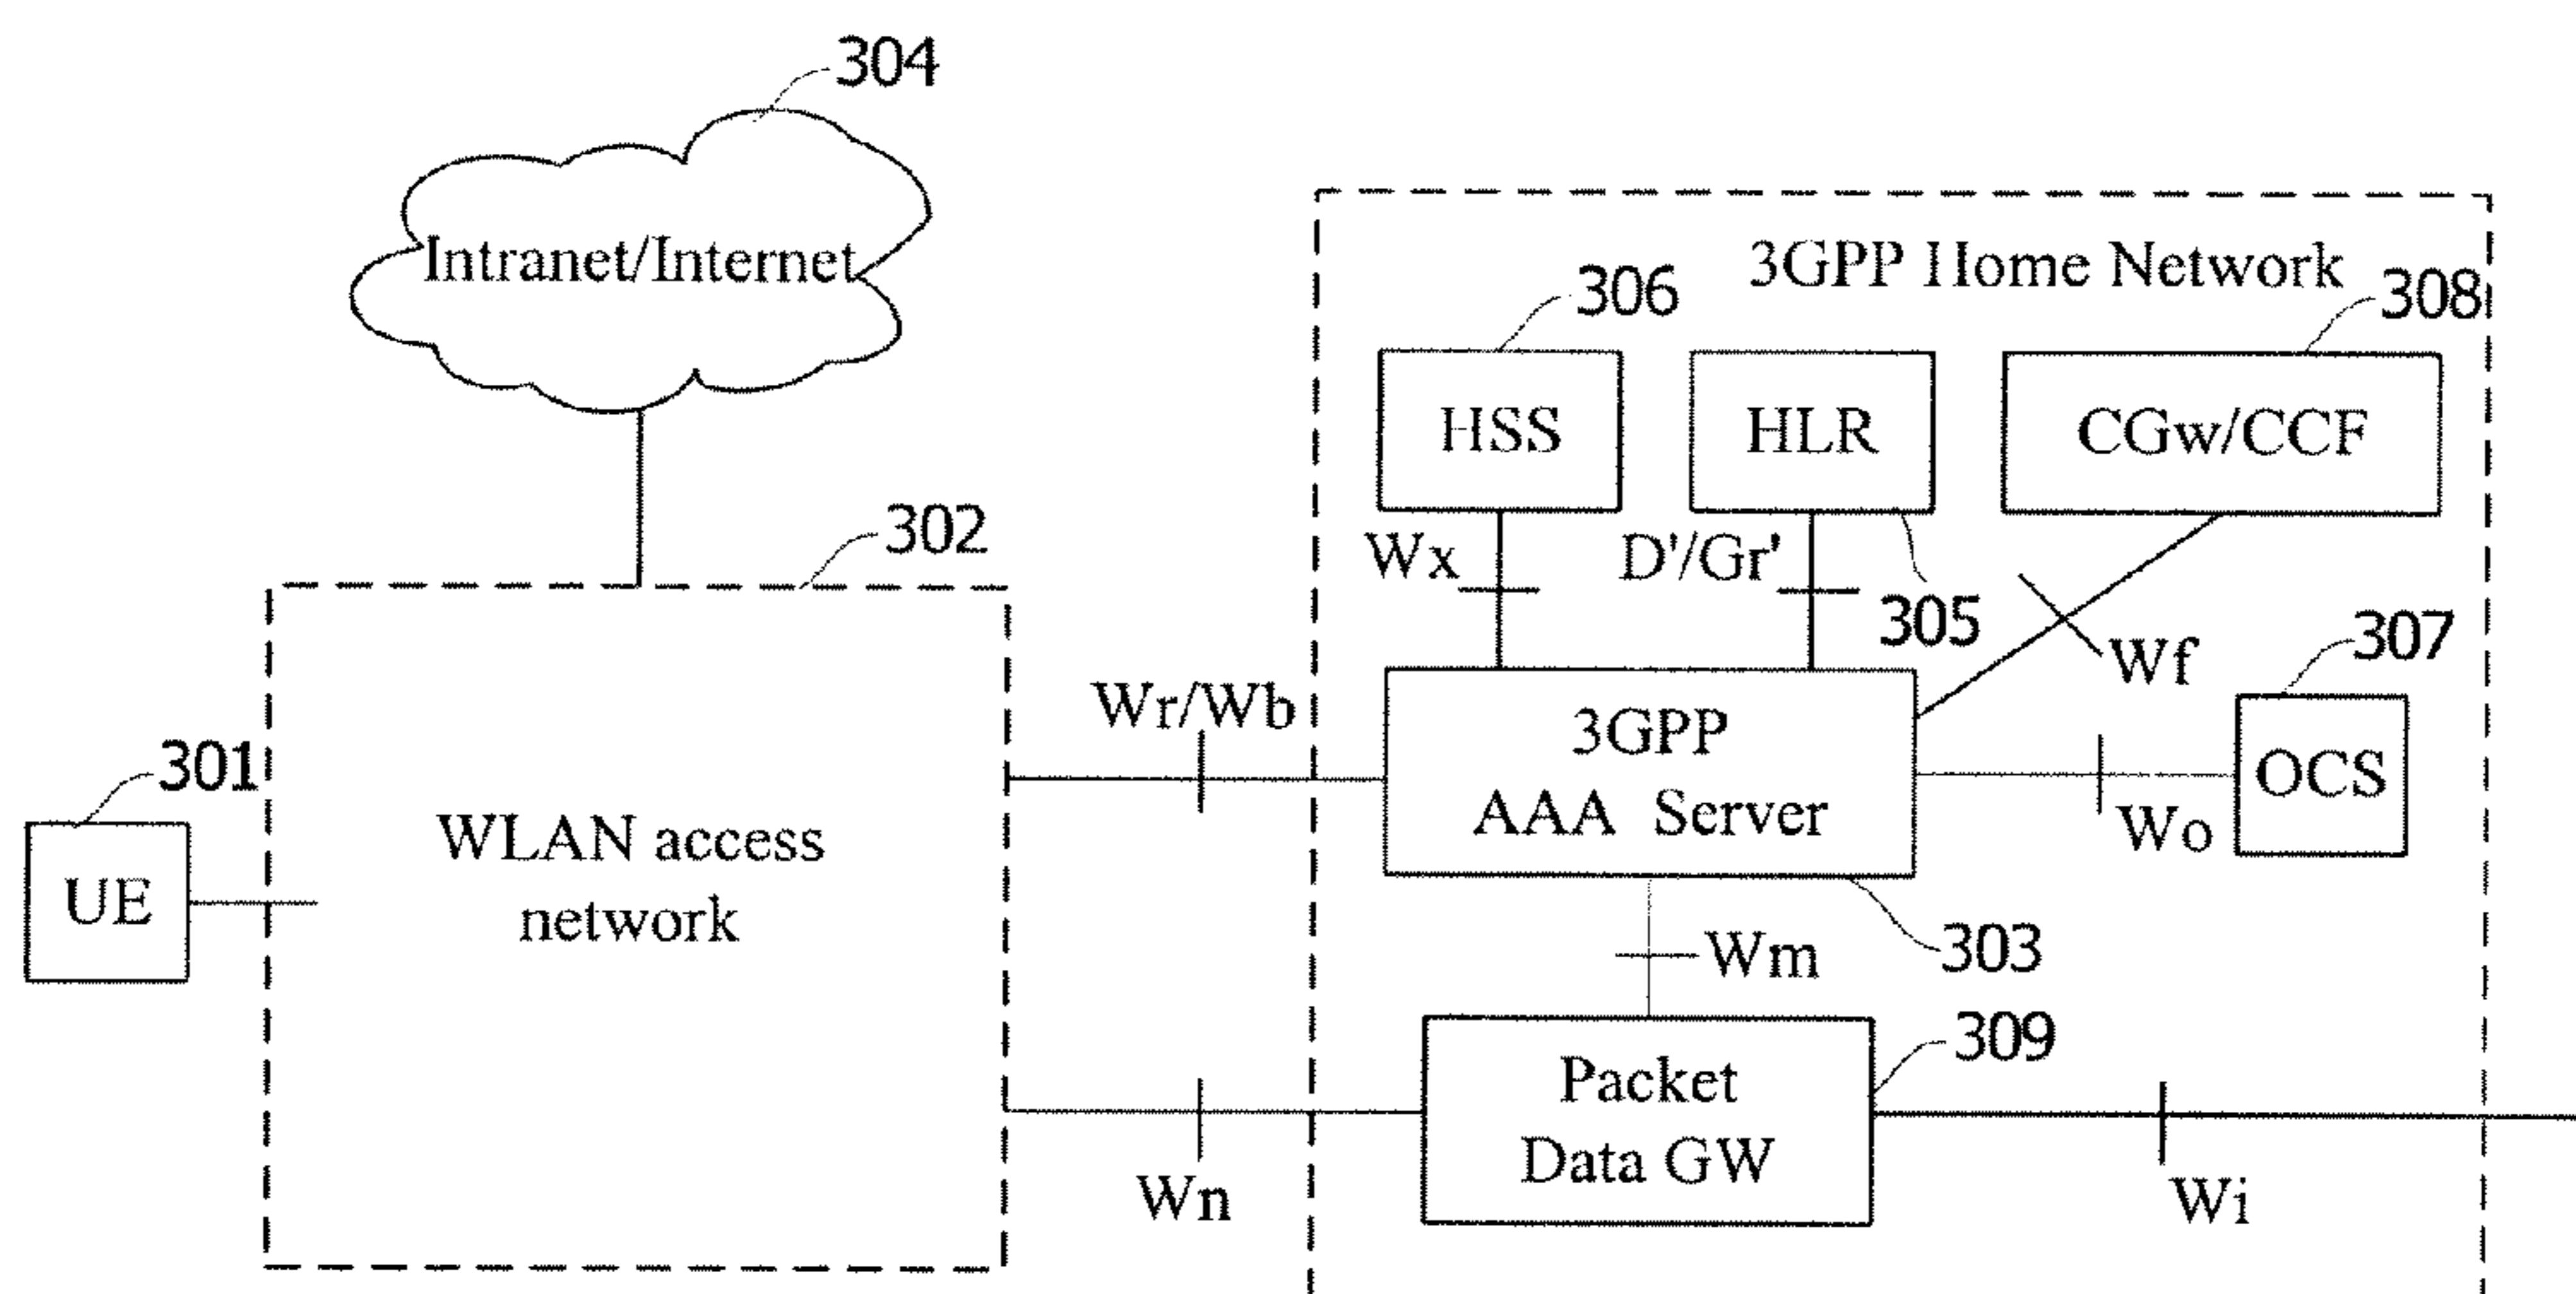 304
Intranet/Internet
3GPP Home Network
306
308
HSS
HLR
CGw/CCF
302
Wx
D'/Gr'
305
Wf
307
Wr/Wb
3GPP
AAA Server
OCS
Wo
301
UE
WLAN access
network
Wm
303
309
Packet
Data GW
Wn
Wi